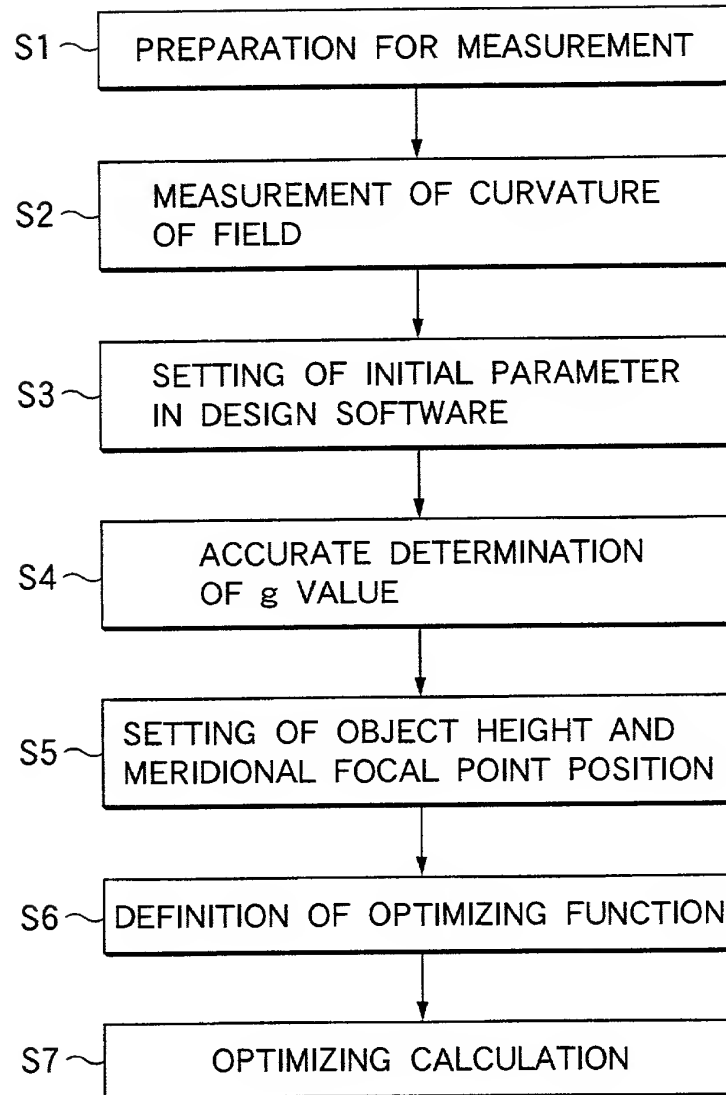 S1 PREPARATION FOR MEASUREMENT
S2 MEASUREMENT OF CURVATURE
OF FIELD
S3 SETTING OF INITIAL PARAMETER
IN DESIGN SOFTWARE
S4 ACCURATE DETERMINATION
OF g VALUE
S5 SETTING OF OBJECT HEIGHT AND
MERIDIONAL FOCAL POINT POSITION
S6 DEFINITION OF OPTIMIZING FUNCTION
S7 OPTIMIZING CALCULATION